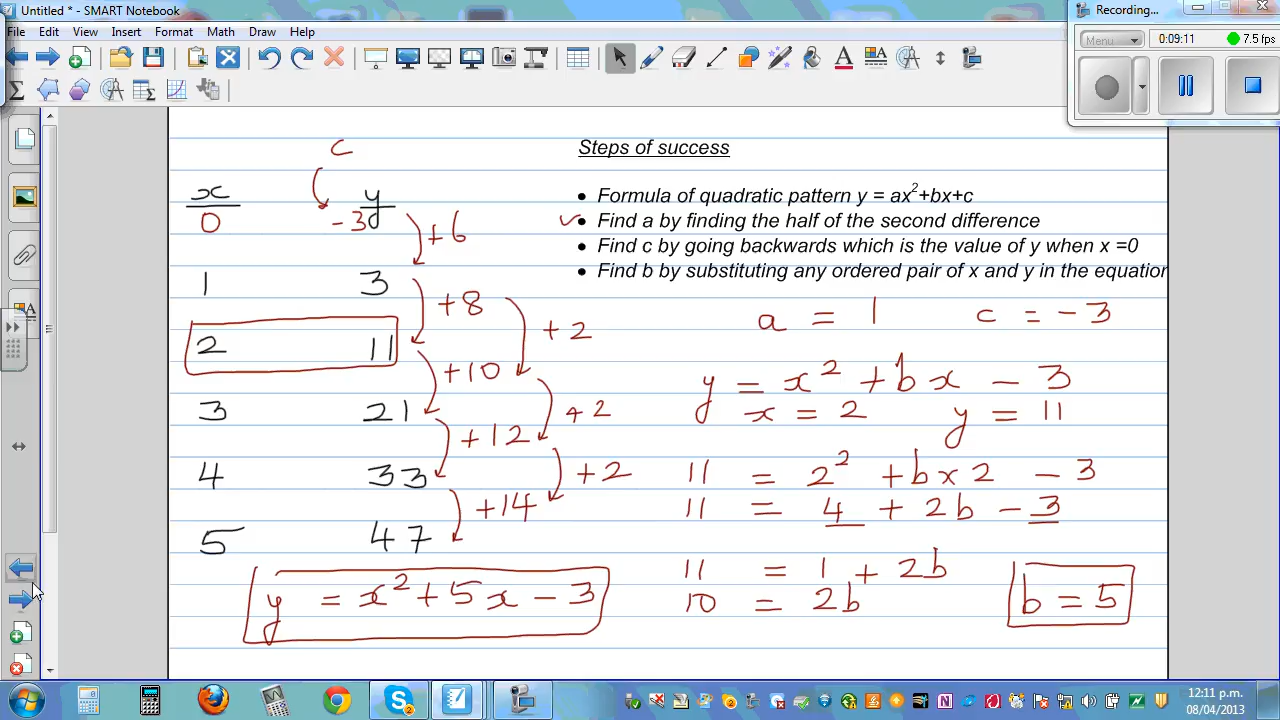 Untitled * - SMART Notebook
Recording...
File Edit View Insert Format Math Draw Help
Menu
0:09:11
7.5 fps
c
Steps of success
x y
• Formula of quadratic pattern y = ax²+bx+c
0 -3
+6
• Find a by finding the half of the second difference
• Find c by going backwards which is the value of y when x =0
• Find b by substituting any ordered pair of x and y in the equation
1 3
+8
a = 1 c = -3
+2
2 11
+10
y = x² + bx - 3
3 21
+2
x = 2 y = 11
+12
4 33
+2
11 = 2² + b x 2 - 3
+14
11 = 4 + 2b - 3
5 47
11 = 1 + 2b
y = x² + 5x - 3
10 = 2b
b = 5
12:11 p.m.
08/04/2013